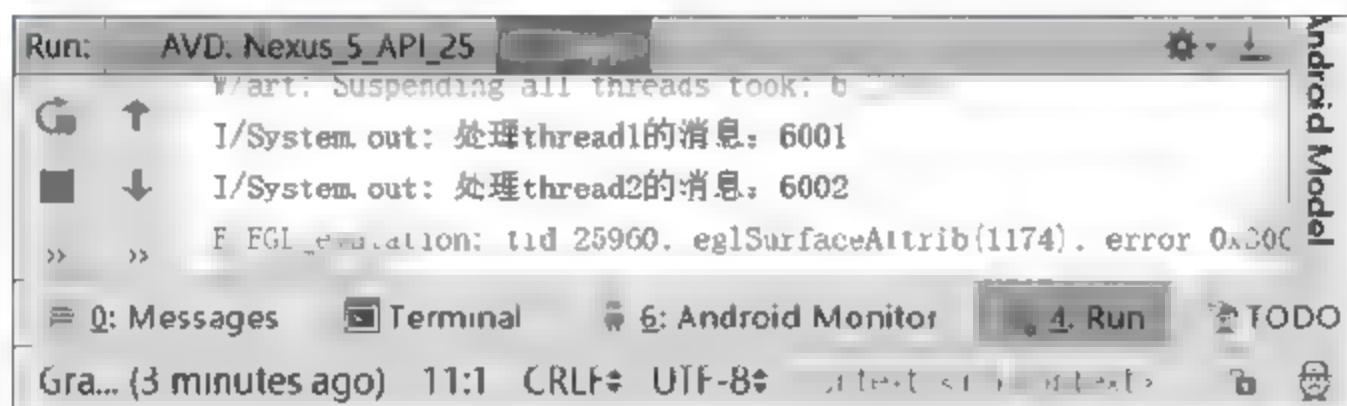 Run: AVD: Nexus_5_API_25
W/art: Suspending all threads took:
I/System.out: 处理thread1的消息：6001
I/System.out: 处理thread2的消息：6002
tid 25960. eglSurfaceAttrib(1174). error
0: Messages Terminal 6: Android Monitor 4. Run TODO
Gra... (3 minutes ago) 11:1 CRLF UTF-8
Android Model